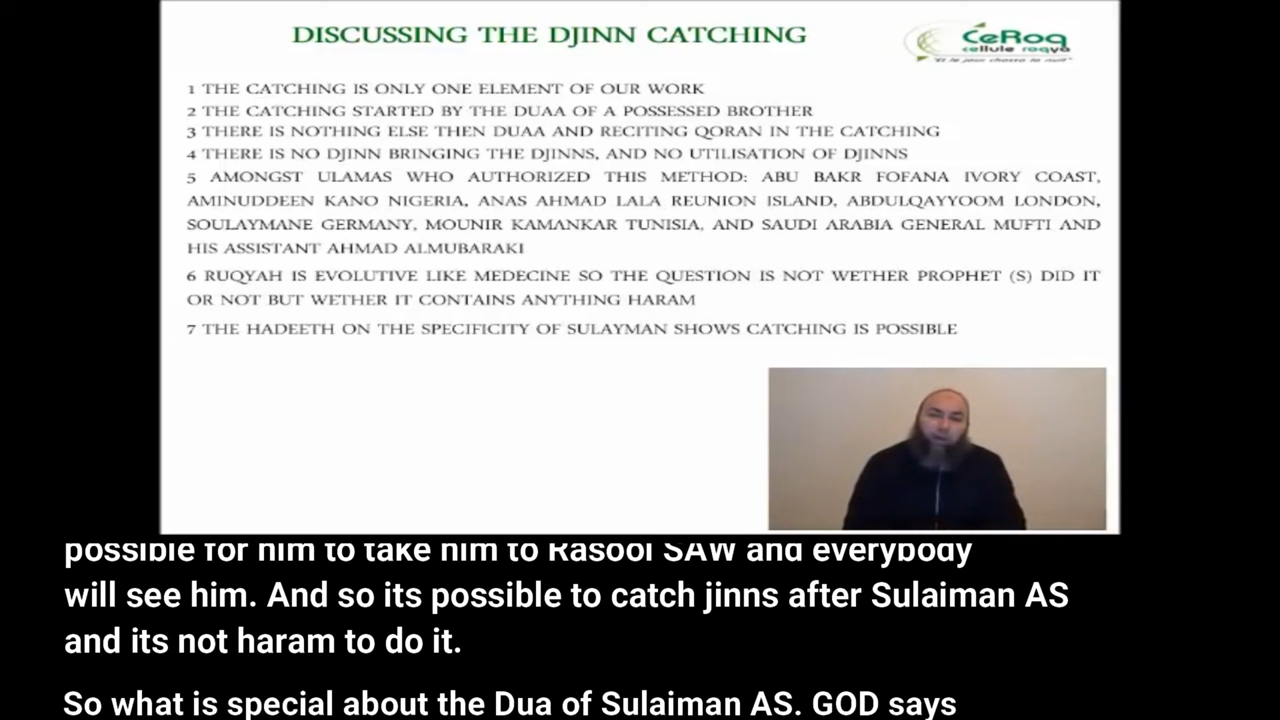 DISCUSSING THE DJINN CATCHING
CeRoq
cellule roqya
"Et le jour chassa la nuit"
1 THE CATCHING IS ONLY ONE ELEMENT OF OUR WORK
2 THE CATCHING STARTED BY THE DUAA OF A POSSESSED BROTHER
3 THERE IS NOTHING ELSE THEN DUAA AND RECITING QORAN IN THE CATCHING
4 THERE IS NO DJINN BRINGING THE DJINNS, AND NO UTILISATION OF DJINNS
5 AMONGST ULAMAS WHO AUTHORIZED THIS METHOD: ABU BAKR FOFANA IVORY COAST,
AMINUDDEEN KANO NIGERIA, ANAS AHMAD LALA REUNION ISLAND, ABDULQAYYOOM LONDON,
SOULAYMANE GERMANY, MOUNIR KAMANKAR TUNISIA, AND SAUDI ARABIA GENERAL MUFTI AND
HIS ASSISTANT AHMAD ALMUBARAKI
6 RUQYAH IS EVOLUTIVE LIKE MEDECINE SO THE QUESTION IS NOT WETHER PROPHET (S) DID IT
OR NOT BUT WETHER IT CONTAINS ANYTHING HARAM
7 THE HADEETH ON THE SPECIFICITY OF SULAYMAN SHOWS CATCHING IS POSSIBLE
possible for him to take him to Rasool SAW and everybody
will see him. And so its possible to catch jinns after Sulaiman AS
and its not haram to do it.
So what is special about the Dua of Sulaiman AS. GOD says